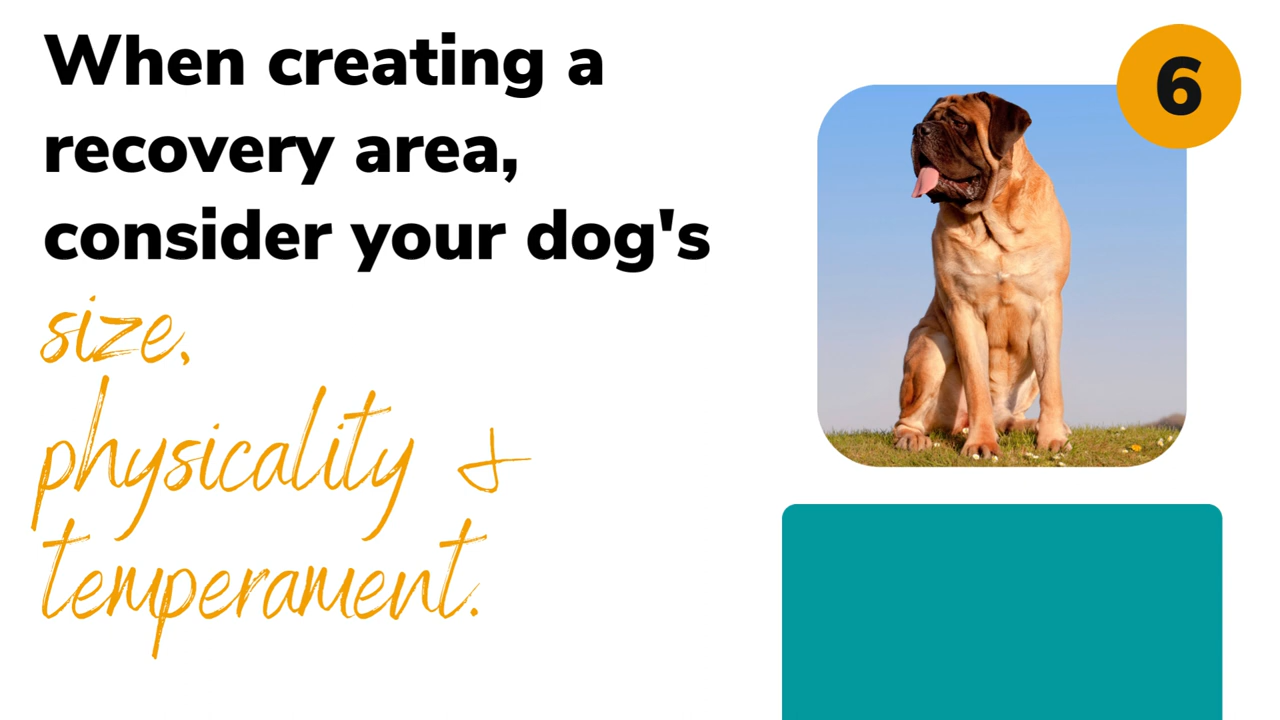 When creating a
recovery area,
consider your dog's
size,
physicality &
temperament.
6